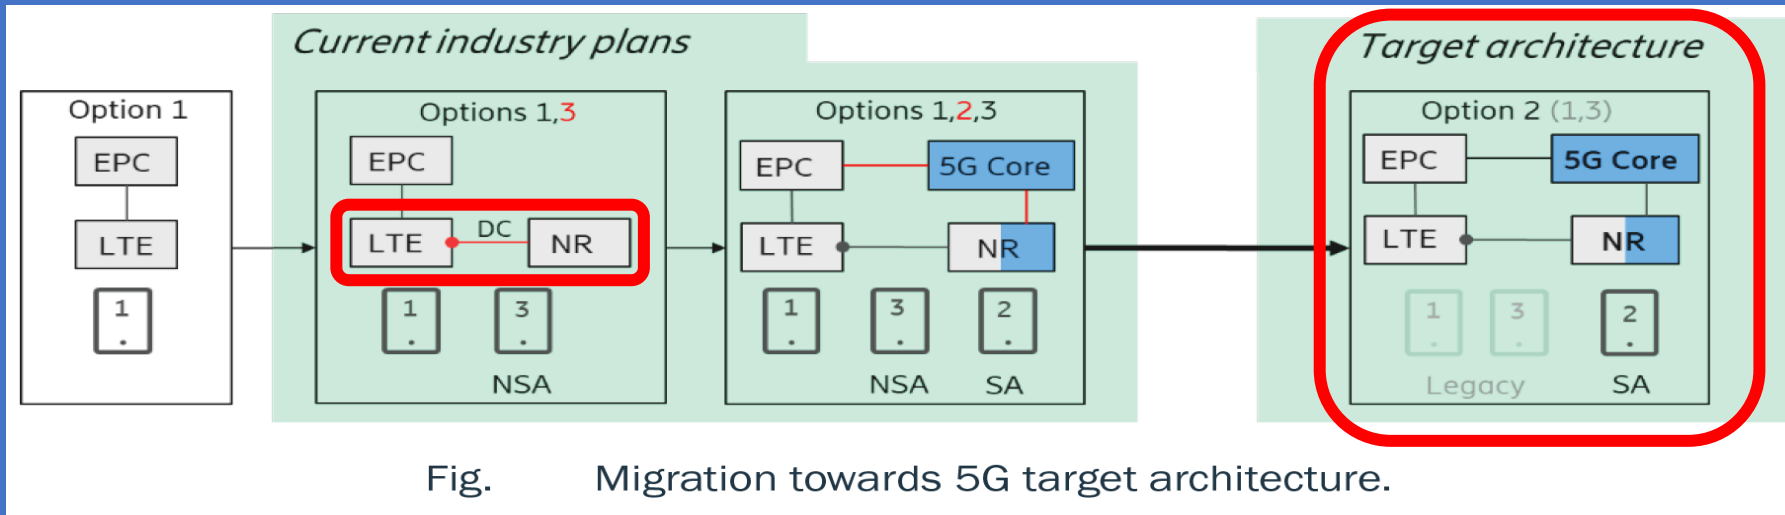 Current industry plans
Target architecture
Option 1
EPC
LTE
1
Options 1,3
EPC
LTE
DC
NR
1
3
NSA
Options 1,2,3
EPC
5G Core
LTE
NR
1
3
2
NSA
SA
Option 2 (1,3)
EPC
5G Core
LTE
NR
1
3
2
Legacy
SA
Fig. Migration towards 5G target architecture.